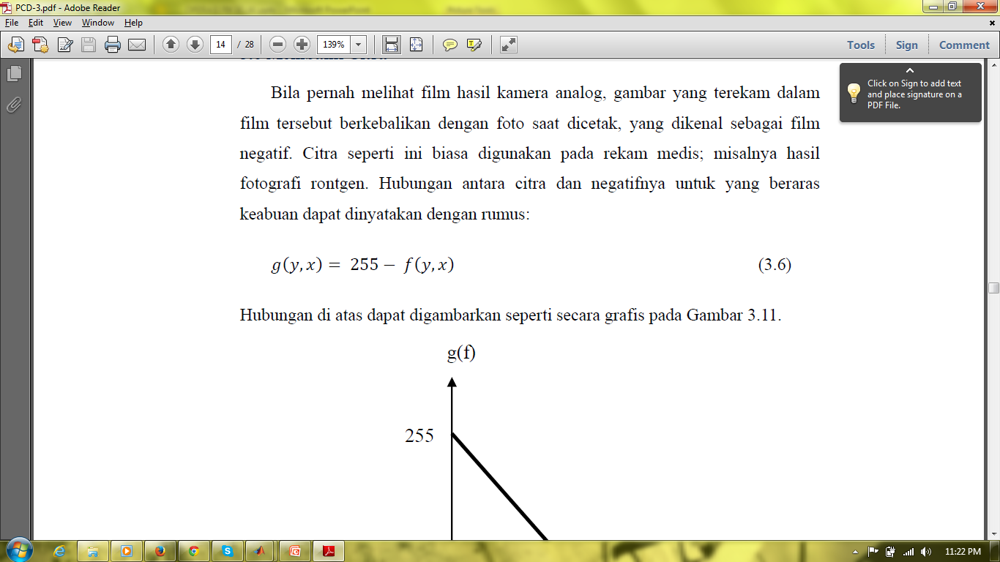 PCD-3.pdf - Adobe Reader
File Edit View Window Help
14 / 28 139% Tools Sign Comment
Click on Sign to add text
and place signature on a
PDF File.
Bila pernah melihat film hasil kamera analog, gambar yang terekam dalam
film tersebut berkebalikan dengan foto saat dicetak, yang dikenal sebagai film
negatif. Citra seperti ini biasa digunakan pada rekam medis; misalnya hasil
fotografi rontgen. Hubungan antara citra dan negatifnya untuk yang beraras
keabuan dapat dinyatakan dengan rumus:
g(y, x) = 255 − f(y, x) (3.6)
Hubungan di atas dapat digambarkan seperti secara grafis pada Gambar 3.11.
g(f)
255
11:22 PM